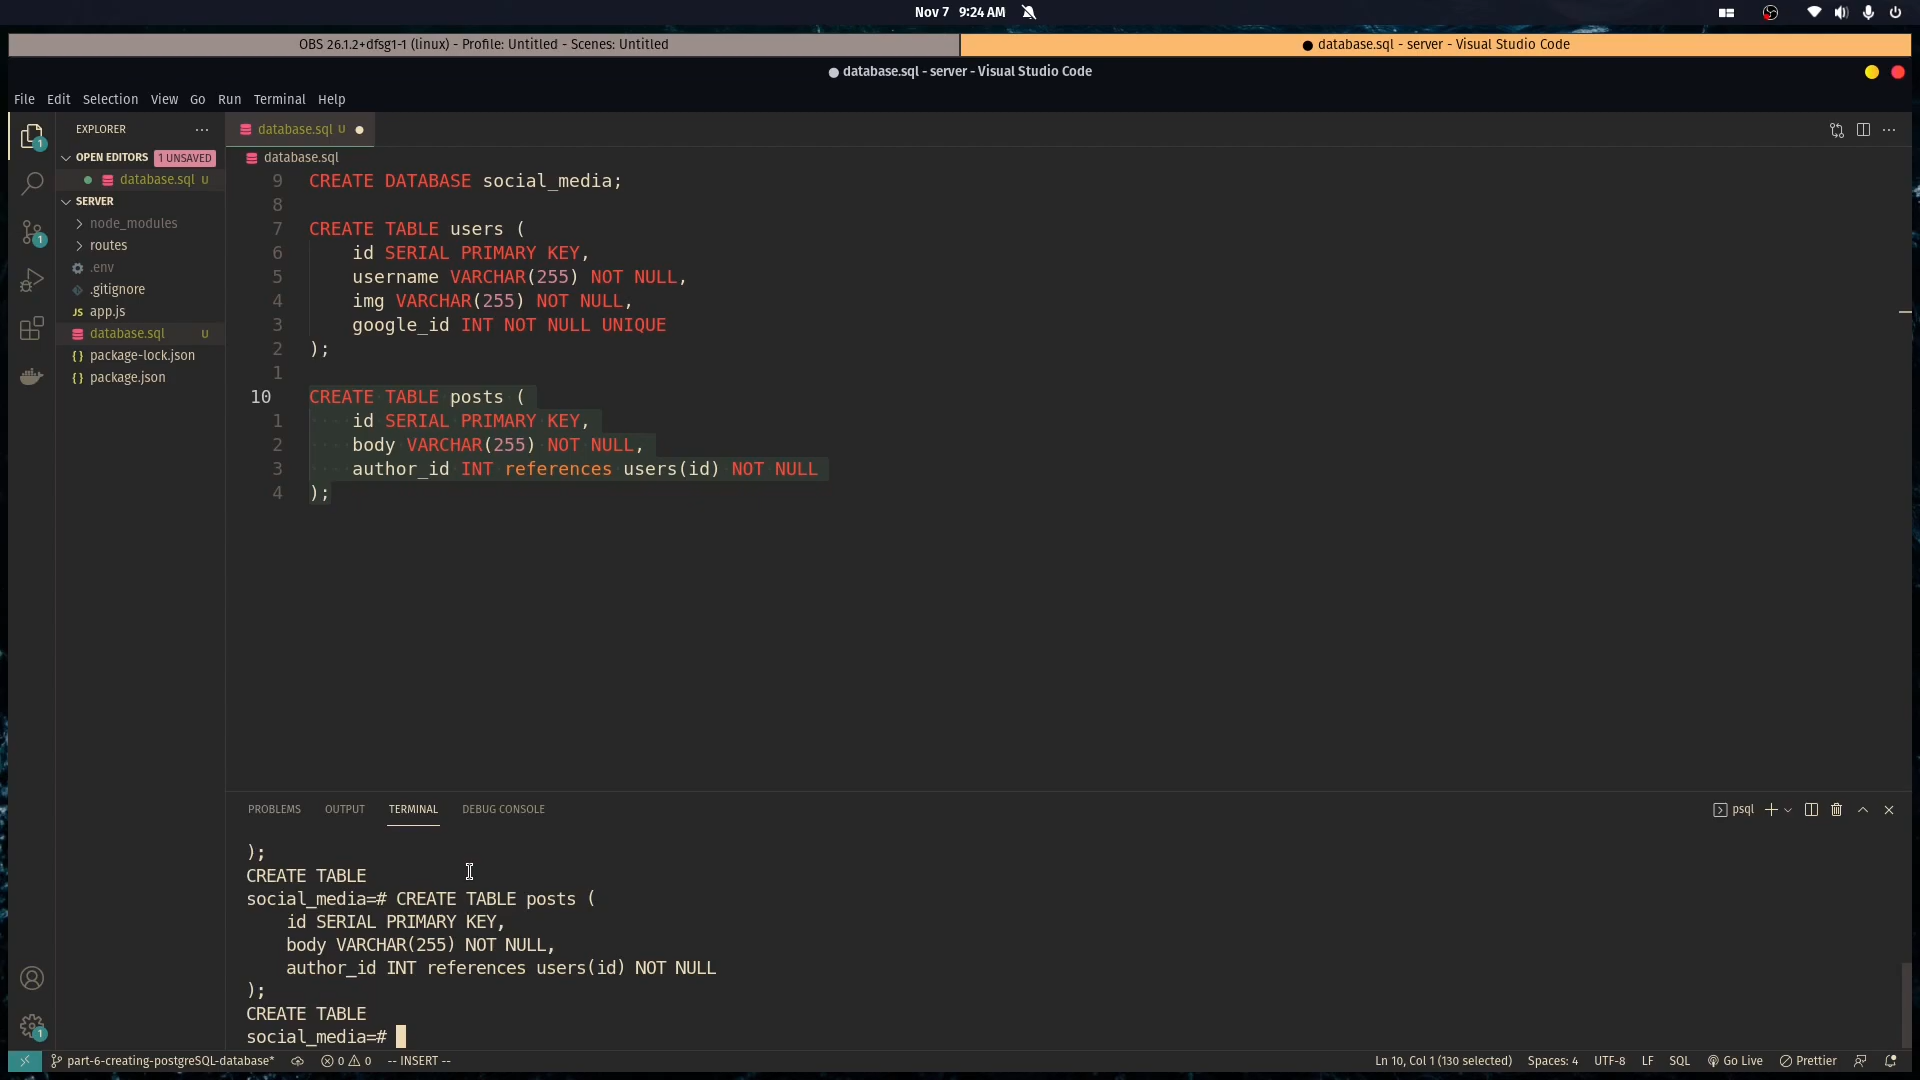 Nov 7 9:24 AM
OBS 26.1.2+dfsg1-1 (linux) - Profile: Untitled - Scenes: Untitled
● database.sql - server - Visual Studio Code
● database.sql - server - Visual Studio Code
File Edit Selection View Go Run Terminal Help
EXPLORER
OPEN EDITORS 1 UNSAVED
database.sql U
SERVER
node_modules
routes
.env
.gitignore
JS app.js
database.sql U
{} package-lock.json
{} package.json
1
1
1
database.sql U ●
database.sql
9 CREATE DATABASE social_media;
8
7 CREATE TABLE users (
6 id SERIAL PRIMARY KEY,
5 username VARCHAR(255) NOT NULL,
4 img VARCHAR(255) NOT NULL,
3 google_id INT NOT NULL UNIQUE
2 );
1
10 CREATE TABLE posts (
1 id SERIAL PRIMARY KEY,
2 body VARCHAR(255) NOT NULL,
3 author_id INT references users(id) NOT NULL
4 );
PROBLEMS OUTPUT TERMINAL DEBUG CONSOLE
psql
);
CREATE TABLE
social_media=# CREATE TABLE posts (
id SERIAL PRIMARY KEY,
body VARCHAR(255) NOT NULL,
author_id INT references users(id) NOT NULL
);
CREATE TABLE
social_media=#
part-6-creating-postgreSQL-database* 0 0 -- INSERT --
Ln 10, Col 1 (130 selected) Spaces: 4 UTF-8 LF SQL Go Live Prettier